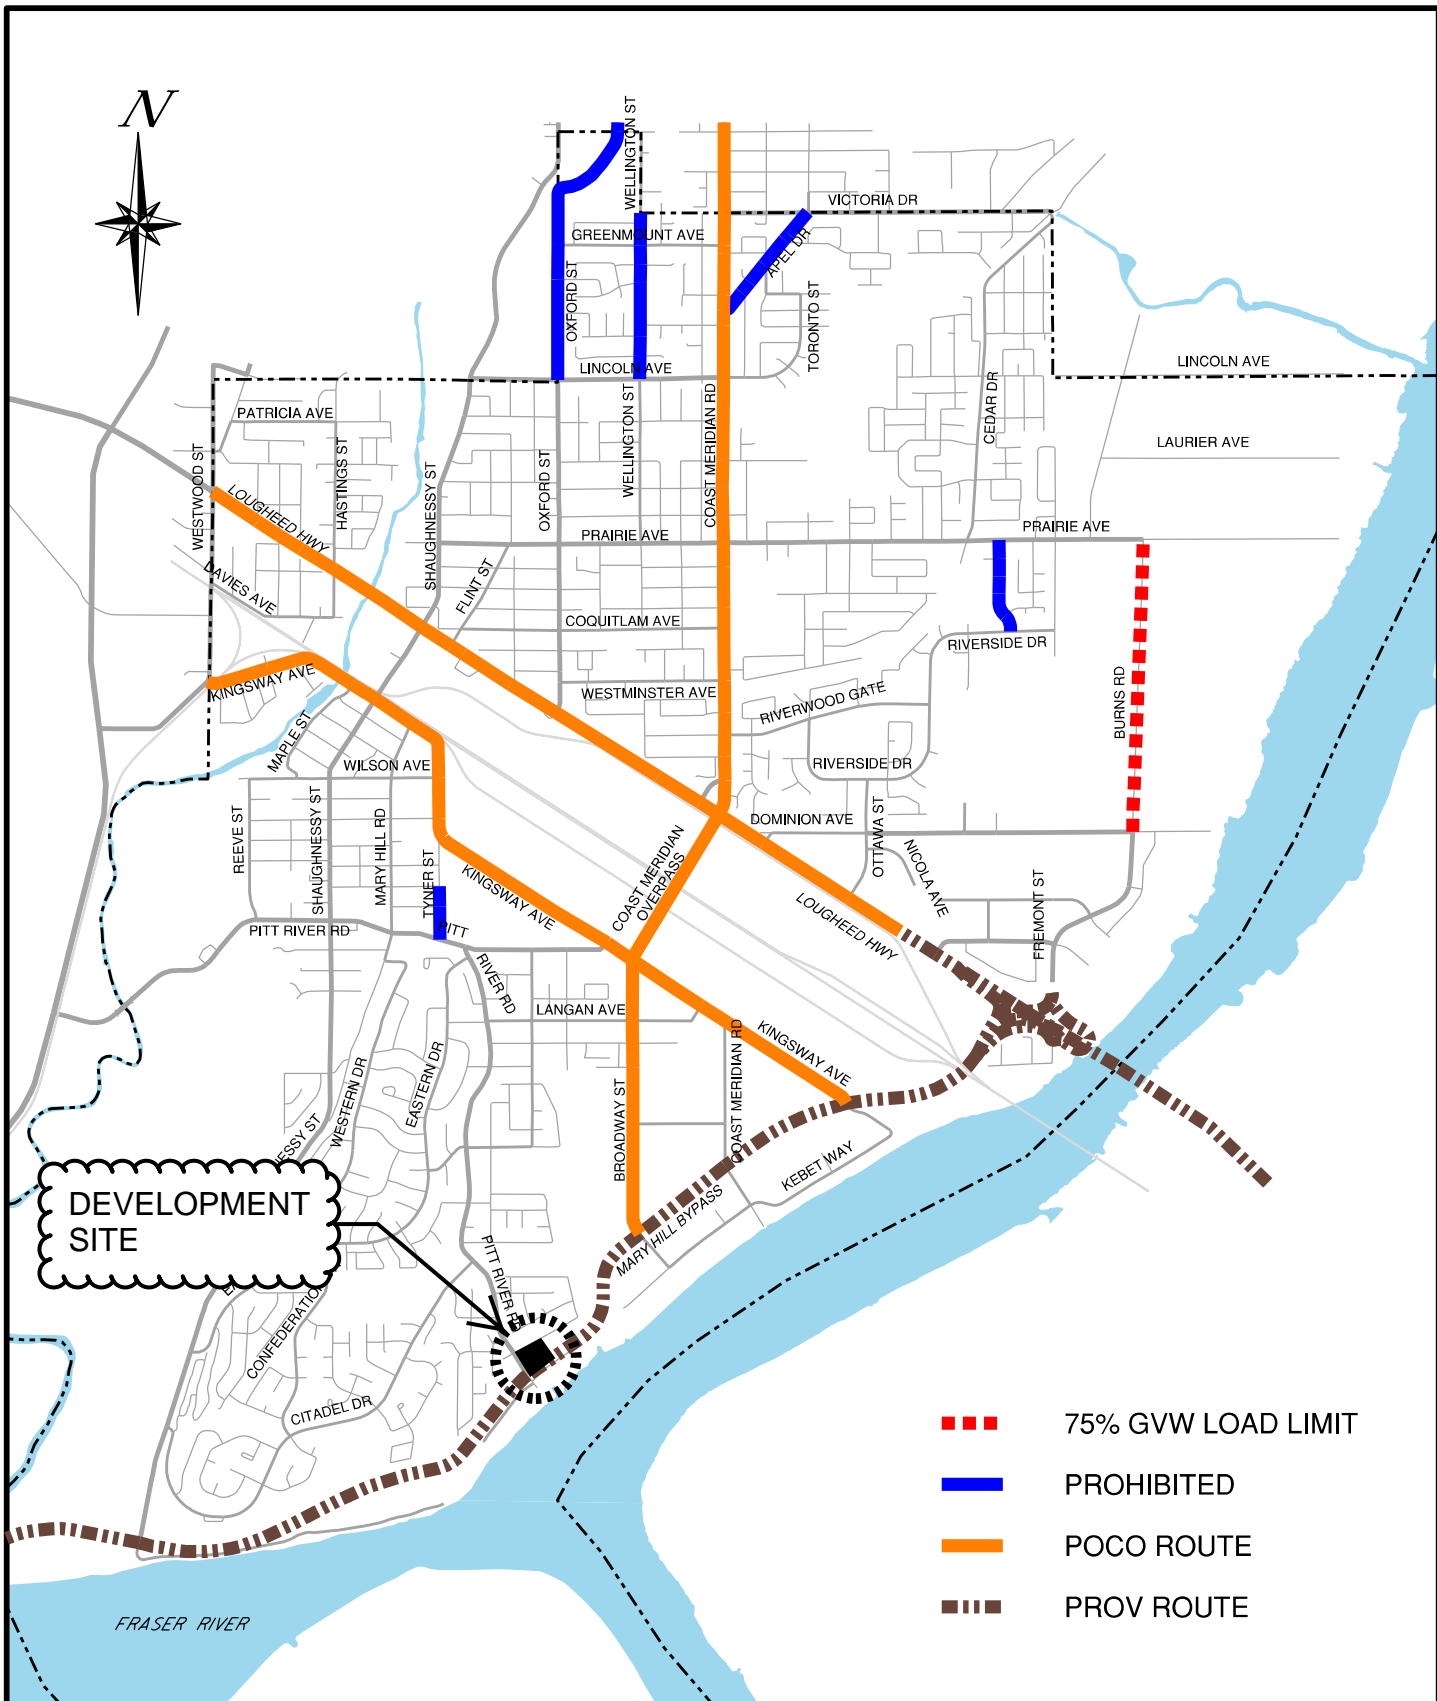 N
WELLINGTON ST
VICTORIA DR
GREENMOUNT AVE
APEL DR
OXFORD ST
TORONTO ST
LINCOLN AVE
LINCOLN AVE
PATRICIA AVE
HASTINGS ST
WESTWOOD ST
SHAUGHNESSY ST
OXFORD ST
WELLINGTON ST
COAST MERIDIAN RD
CEDAR DR
LAURIER AVE
LOUGHEED HWY
PRAIRIE AVE
PRAIRIE AVE
DAVIES AVE
FLINT ST
COQUITLAM AVE
RIVERSIDE DR
KINGSWAY AVE
WESTMINSTER AVE
RIVERWOOD GATE
BURNS RD
MAPLE ST
WILSON AVE
RIVERSIDE DR
REEVE ST
SHAUGHNESSY ST
MARY HILL RD
TYNER ST
DOMINION AVE
OTTAWA ST
NICOLA AVE
COAST MERIDIAN
OVERPASS
KINGSWAY AVE
LOUGHEED HWY
FREMONT ST
PITT RIVER RD
PITT
RIVER RD
LANGAN AVE
COAST MERIDIAN RD
KINGSWAY AVE
WESTERN DR
EASTERN DR
BROADWAY ST
KEBET WAY
MARY HILL BYPASS
NESSY ST
DEVELOPMENT
SITE
PITT RIVER RD
CONFEDERATION
CITADEL DR
75% GVW LOAD LIMIT
PROHIBITED
POCO ROUTE
PROV ROUTE
FRASER RIVER